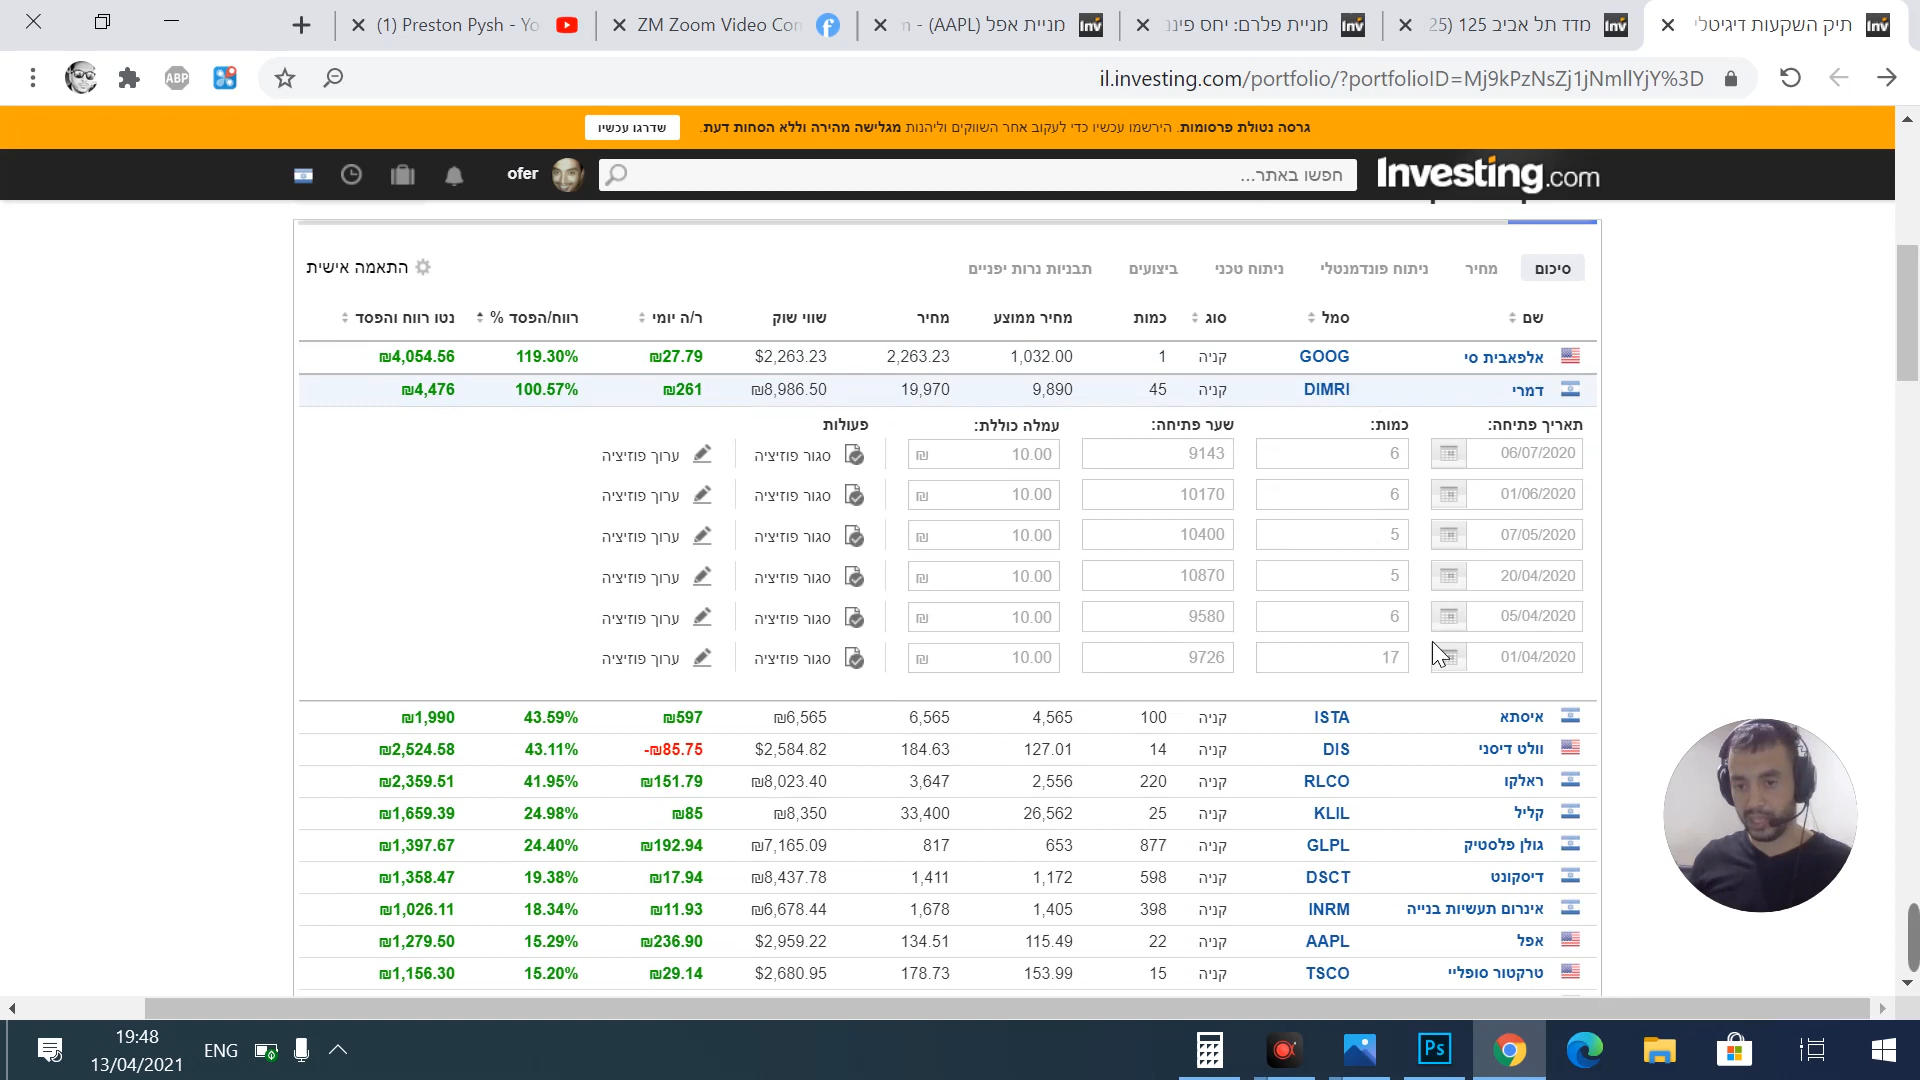 תיק השקעות דיגיטלי
מדד תל אביב 125 (25
מניית פלרם: יחס פיננ
מניית אפל (AAPL) -
ZM Zoom Video Con
(1) Preston Pysh - Yo
il.investing.com/portfolio/?portfolioID=Mj9kPzNsZj1jNmllYjY%3D
ABP
גרסה נטולת פרסומות. הירשמו עכשיו כדי לעקוב אחר השווקים וליהנות מגלישה מהירה וללא הסחות דעת.
שדרגו עכשיו
Investing.com
חפשו באתר...
ofer
סיכום
מחיר
ניתוח פונדמנטלי
ניתוח טכני
ביצועים
תבניות נרות יפניים
התאמה אישית
שם סמל סוג כמות מחיר ממוצע מחיר שווי שוק ר/ה יומי רווח/הפסד % נטו רווח והפסד
אלפאבית סי GOOG קניה 1 1,032.00 2,263.23 $2,263.23 ₪27.79 119.30% ₪4,054.56
דמרי DIMRI קניה 45 9,890 19,970 ₪8,986.50 ₪261 100.57% ₪4,476
תאריך פתיחה: כמות: שער פתיחה: עמלה כוללת: פעולות
06/07/2020 6 9143 10.00 ₪ סגור פוזיציה ערוך פוזיציה
01/06/2020 6 10170 10.00 ₪ סגור פוזיציה ערוך פוזיציה
07/05/2020 5 10400 10.00 ₪ סגור פוזיציה ערוך פוזיציה
20/04/2020 5 10870 10.00 ₪ סגור פוזיציה ערוך פוזיציה
05/04/2020 6 9580 10.00 ₪ סגור פוזיציה ערוך פוזיציה
01/04/2020 17 9726 10.00 ₪ סגור פוזיציה ערוך פוזיציה
איסתא ISTA קניה 100 4,565 6,565 ₪6,565 ₪597 43.59% ₪1,990
וולט דיסני DIS קניה 14 127.01 184.63 $2,584.82 -₪85.75 43.11% ₪2,524.58
ראלקו RLCO קניה 220 2,556 3,647 ₪8,023.40 ₪151.79 41.95% ₪2,359.51
קליל KLIL קניה 25 26,562 33,400 ₪8,350 ₪85 24.98% ₪1,659.39
גולן פלסטיק GLPL קניה 877 653 817 ₪7,165.09 ₪192.94 24.40% ₪1,397.67
דיסקונט DSCT קניה 598 1,172 1,411 ₪8,437.78 ₪17.94 19.38% ₪1,358.47
אינרום תעשיות בנייה INRM קניה 398 1,405 1,678 ₪6,678.44 ₪11.93 18.34% ₪1,026.11
אפל AAPL קניה 22 115.49 134.51 $2,959.22 ₪236.90 15.29% ₪1,279.50
טרקטור סופליי TSCO קניה 15 153.99 178.73 $2,680.95 ₪29.14 15.20% ₪1,156.30
19:48
13/04/2021
ENG
Ps